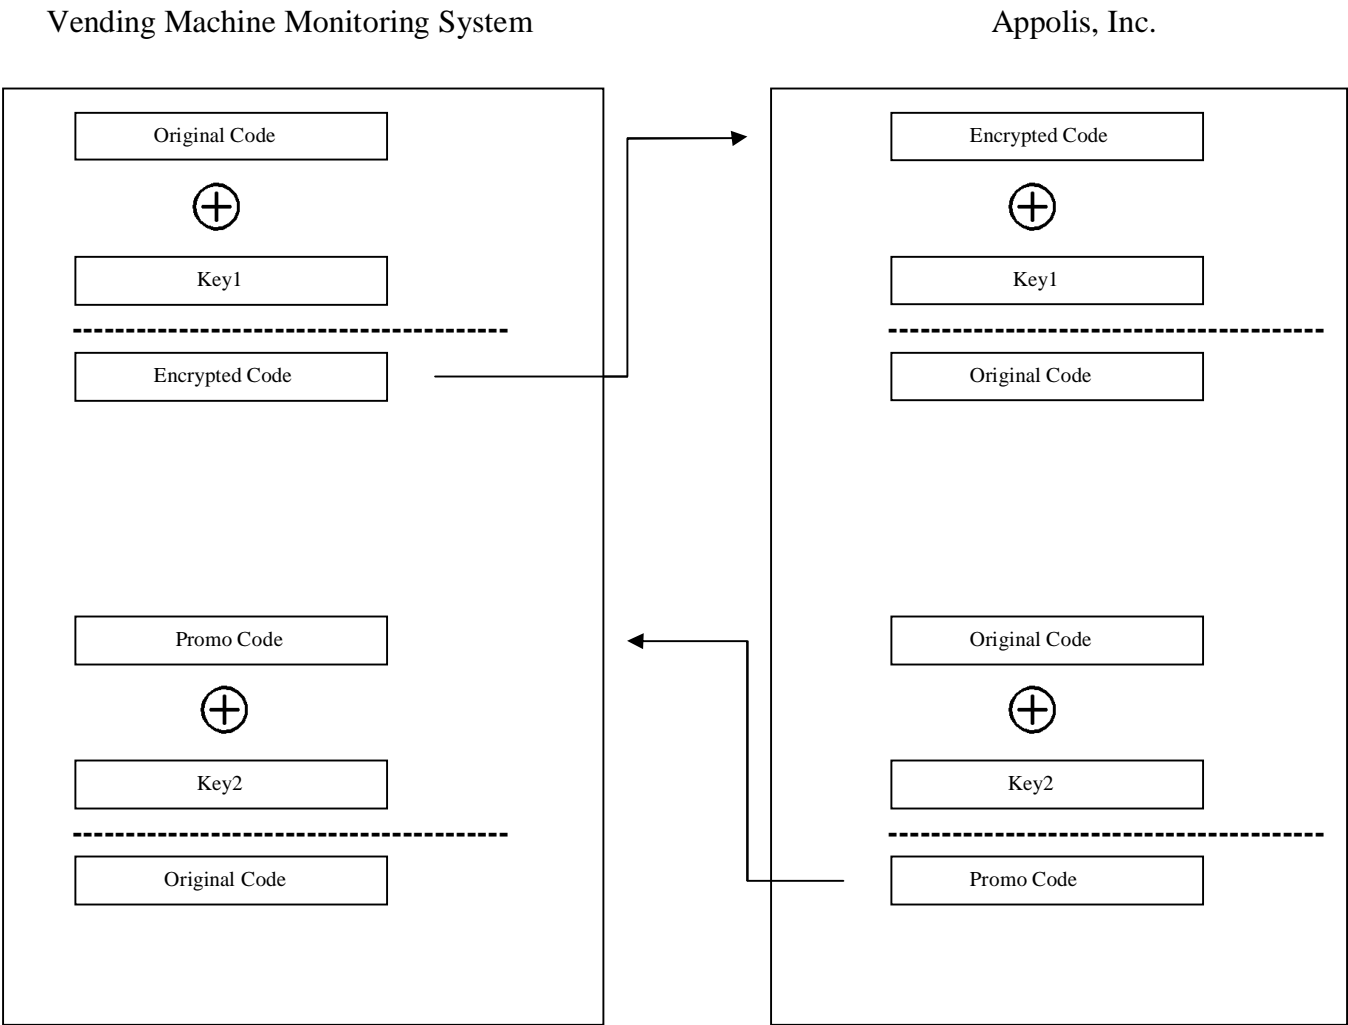 Vending Machine Monitoring System
Appolis, Inc.
Original Code
Key1
Encrypted Code
Encrypted Code
Key1
Original Code
Promo Code
Key2
Original Code
Original Code
Key2
Promo Code